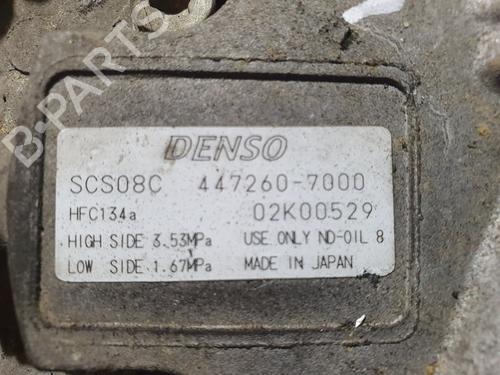 DENSO
SCS08C 447260-7000
HFC134a 02K00529
HIGH SIDE 3.53MPa USE ONLY ND-OIL 8
LOW SIDE 1.67MPa MADE IN JAPAN
B-PARTS